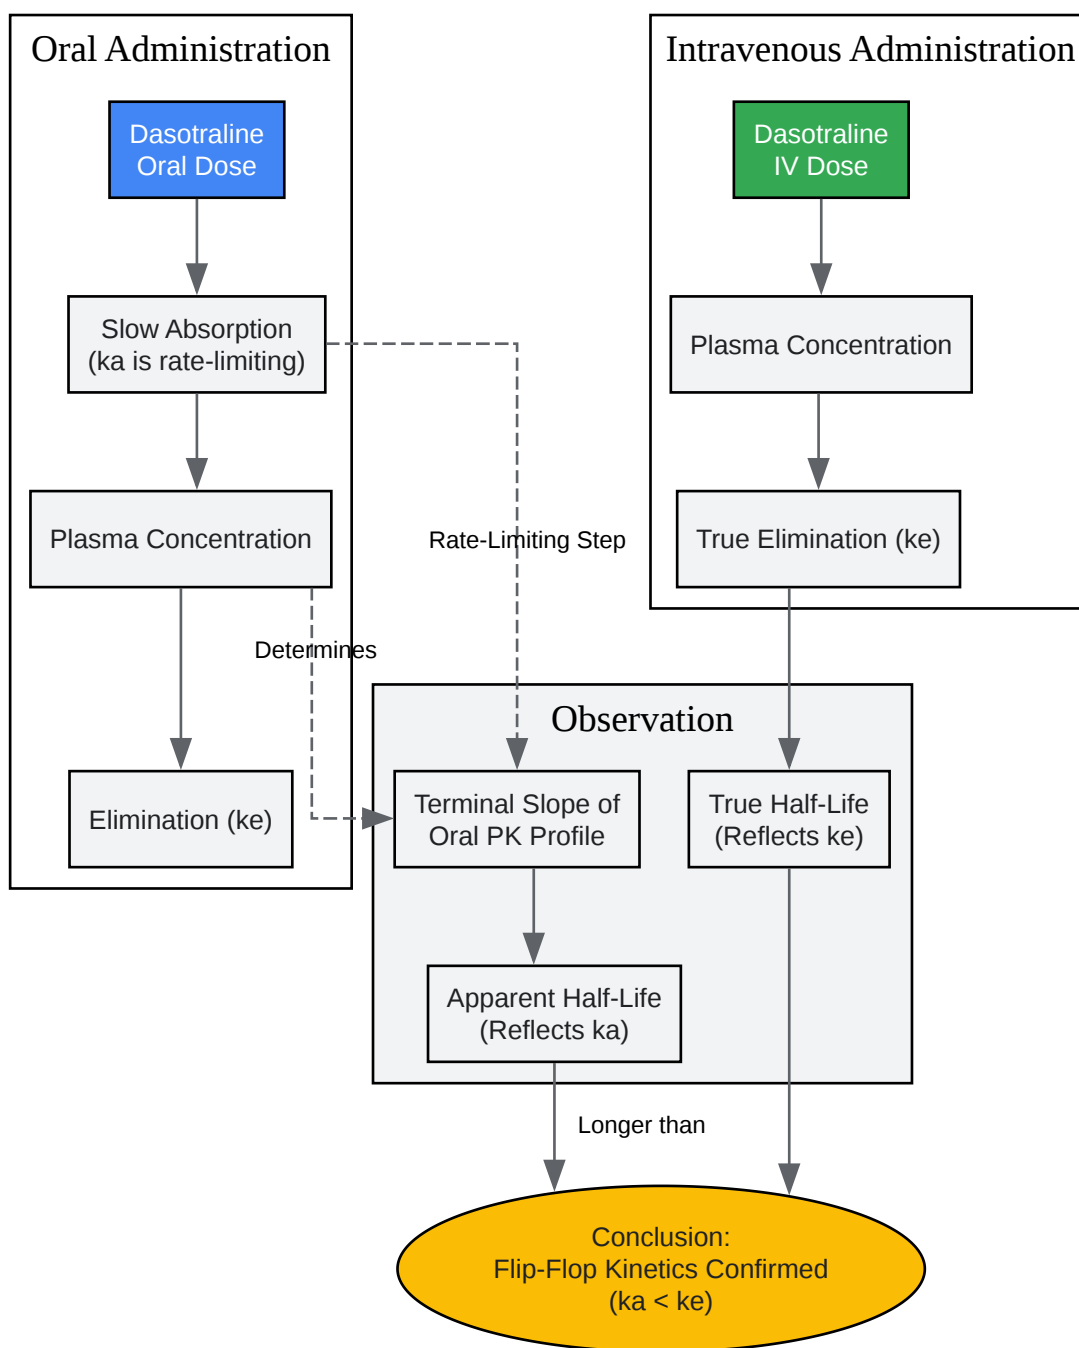 Oral Administration
Dasotraline
Oral Dose
Slow Absorption
(ka is rate-limiting)
Plasma Concentration
Determines
Elimination (ke)
Rate-Limiting Step
Intravenous Administration
Dasotraline
IV Dose
Plasma Concentration
True Elimination (ke)
Observation
Terminal Slope of
Oral PK Profile
True Half-Life
(Reflects ke)
Apparent Half-Life
(Reflects ka)
Longer than
Conclusion:
Flip-Flop Kinetics Confirmed
(ka < ke)